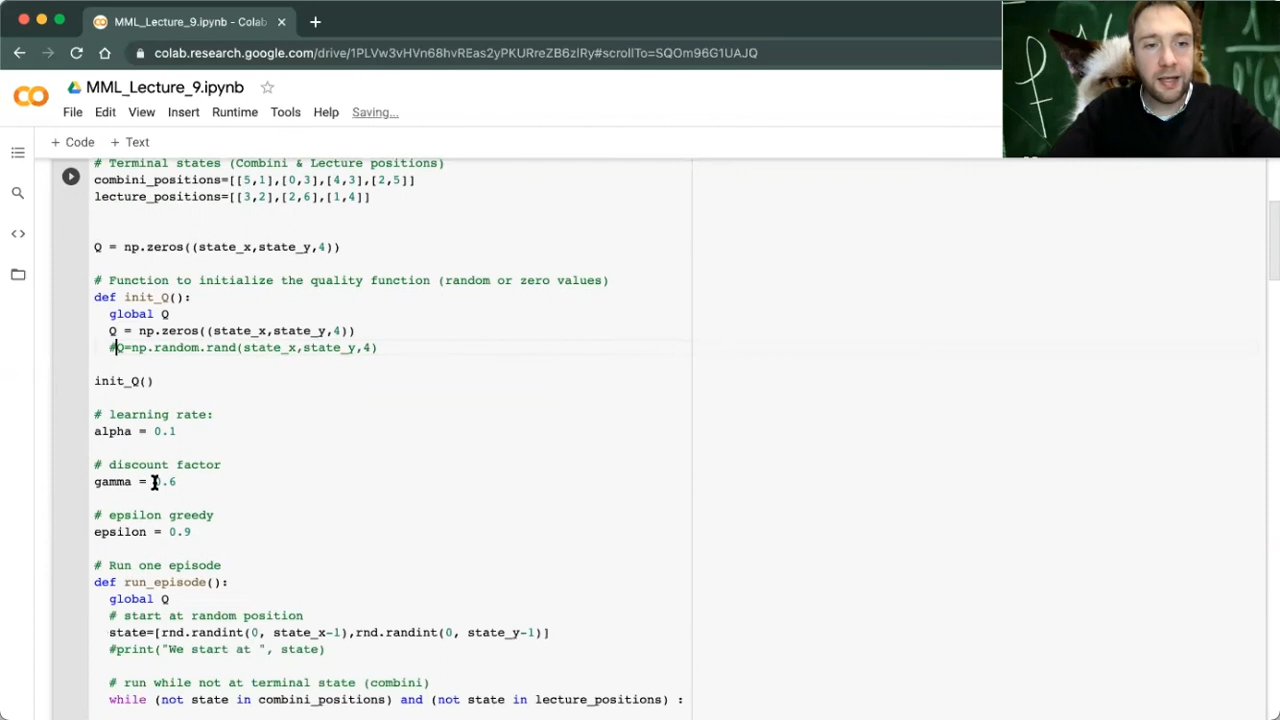 MML_Lecture_9.ipynb - Colab
colab.research.google.com/drive/1PLVw3vHVn68hvREas2yPKURreZB6zIRy#scrollTo=SQOm96G1UAJQ
MML_Lecture_9.ipynb
File Edit View Insert Runtime Tools Help Saving...
+ Code + Text
# Terminal states (Combini & Lecture positions)
combini_positions=[[5,1],[0,3],[4,3],[2,5]]
lecture_positions=[[3,2],[2,6],[1,4]]
Q = np.zeros((state_x,state_y,4))
# Function to initialize the quality function (random or zero values)
def init_Q():
global Q
Q = np.zeros((state_x,state_y,4))
#Q=np.random.rand(state_x,state_y,4)
init_Q()
# learning rate:
alpha = 0.1
# discount factor
gamma = 0.6
# epsilon greedy
epsilon = 0.9
# Run one episode
def run_episode():
global Q
# start at random position
state=[rnd.randint(0, state_x-1),rnd.randint(0, state_y-1)]
#print("We start at ", state)
# run while not at terminal state (combini)
while (not state in combini_positions) and (not state in lecture_positions) :